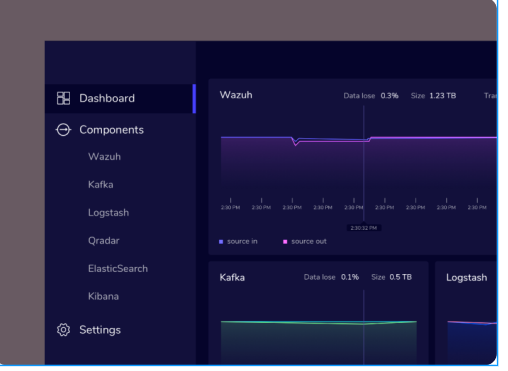 Dashboard
Components
Wazuh
Kafka
Logstash
Qradar
ElasticSearch
Kibana
Settings
Wazuh Data lose 0.3% Size 1.23 TB Tra
2:30 PM 2:30 PM 2:30 PM 2:30 PM 2:30 PM 2:30 PM 2:30 PM 2:30 PM 2:30 PM
2:30:32 PM
source in source out
Kafka Data lose 0.1% Size 0.5 TB
Logstash